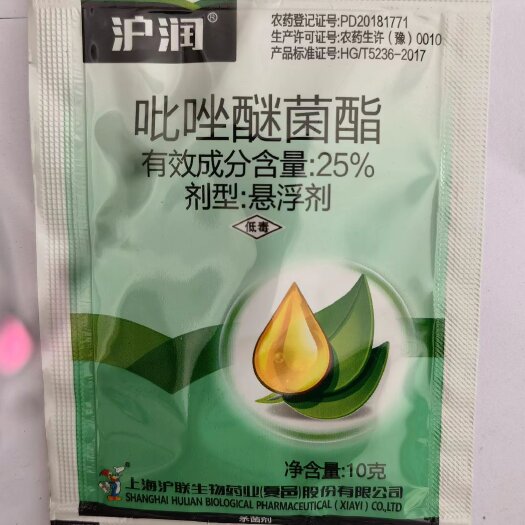 沪润®
农药登记证号:PD20181771
生产许可证号:农药生许（豫）0010
产品标准证号:HG/T5236-2017
吡唑醚菌酯
有效成分含量:25%
剂型:悬浮剂
低毒
净含量:10克
上海沪联生物药业(夏邑)股份有限公司
SHANGHAI HULIAN BIOLOGICAL PHARMACEUTICAL ( XIAYI ) CO.,LTD
杀菌剂